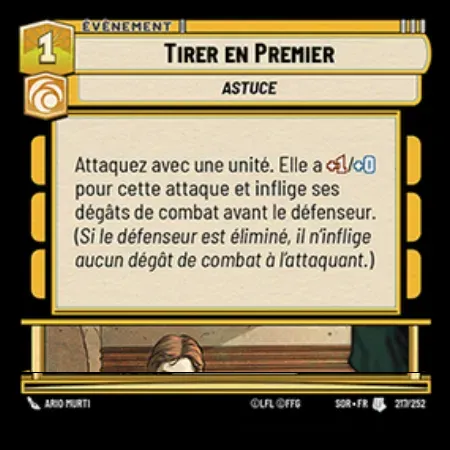 ÉVÉNEMENT
1
TIRER EN PREMIER
ASTUCE
Attaquez avec une unité. Elle a +1/+0
pour cette attaque et inflige ses
dégâts de combat avant le défenseur.
(Si le défenseur est éliminé, il n’inflige
aucun dégât de combat à l’attaquant.)
ARIO MURTI ©LFL ©FFG SOR • FR 217/252